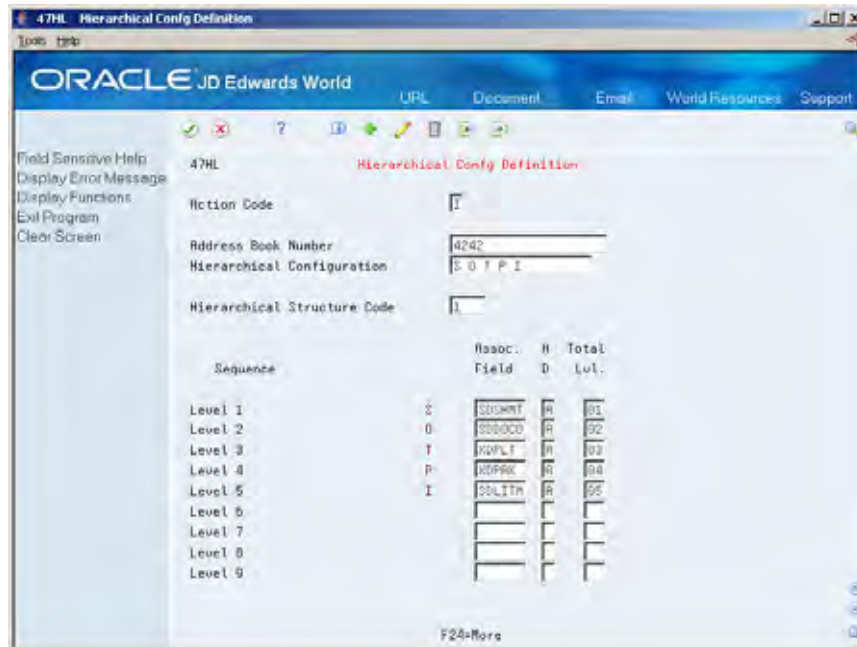 47HL Hierarchical Confg Definition
Tools Help
ORACLE JD Edwards World
URL Document Email World Resources Support
Field Sensitive Help
Display Error Message
Display Functions
Exit Program
Clear Screen
47HL Hierarchical Confg Definition
Action Code I
Address Book Number 4242
Hierarchical Configuration S O T P I
Hierarchical Structure Code 1
Assoc. A Total
Sequence Field D Lvl.
Level 1 S SDSHMT A 01
Level 2 O SDDOCO A 02
Level 3 T XDPLT A 03
Level 4 P XDPAK A 04
Level 5 I SDLITM A 05
Level 6
Level 7
Level 8
Level 9
F24=More